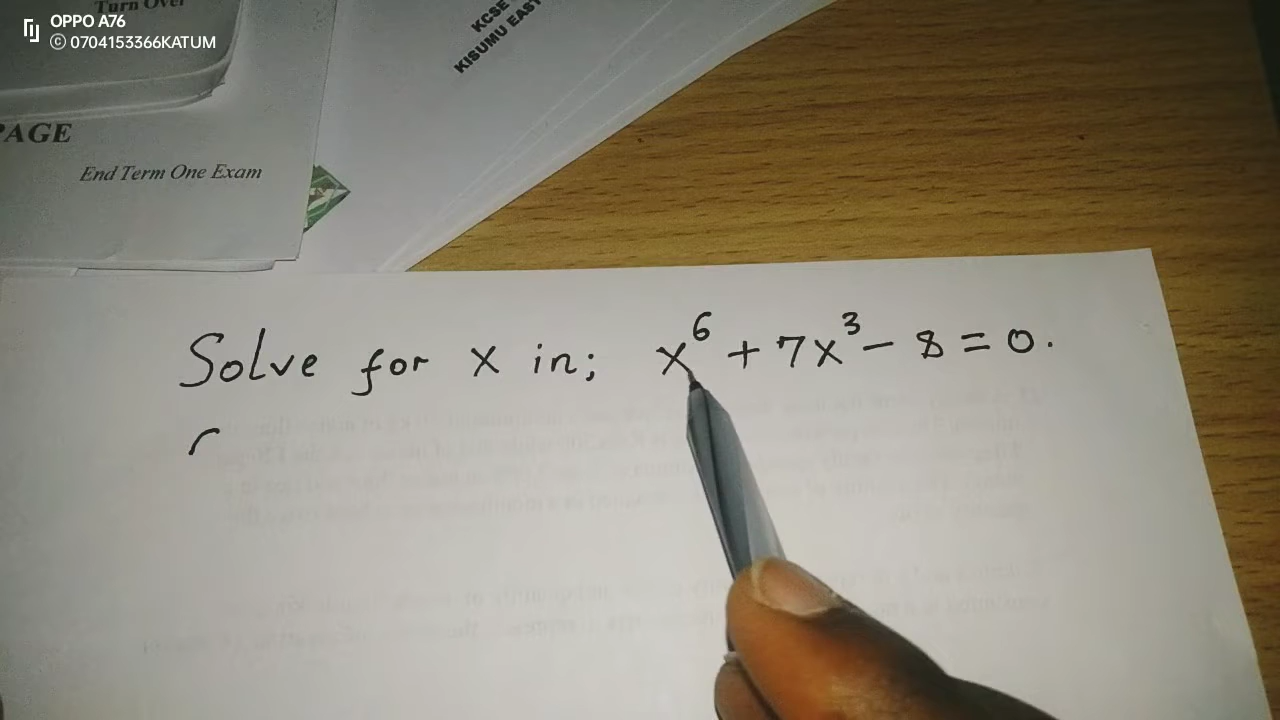 Turn Over
OPPO A76
© 0704153366KATUM
KCSE
KISUMU EAST
PAGE
End Term One Exam
Solve for x in; x⁶ + 7x³ - 8 = 0.